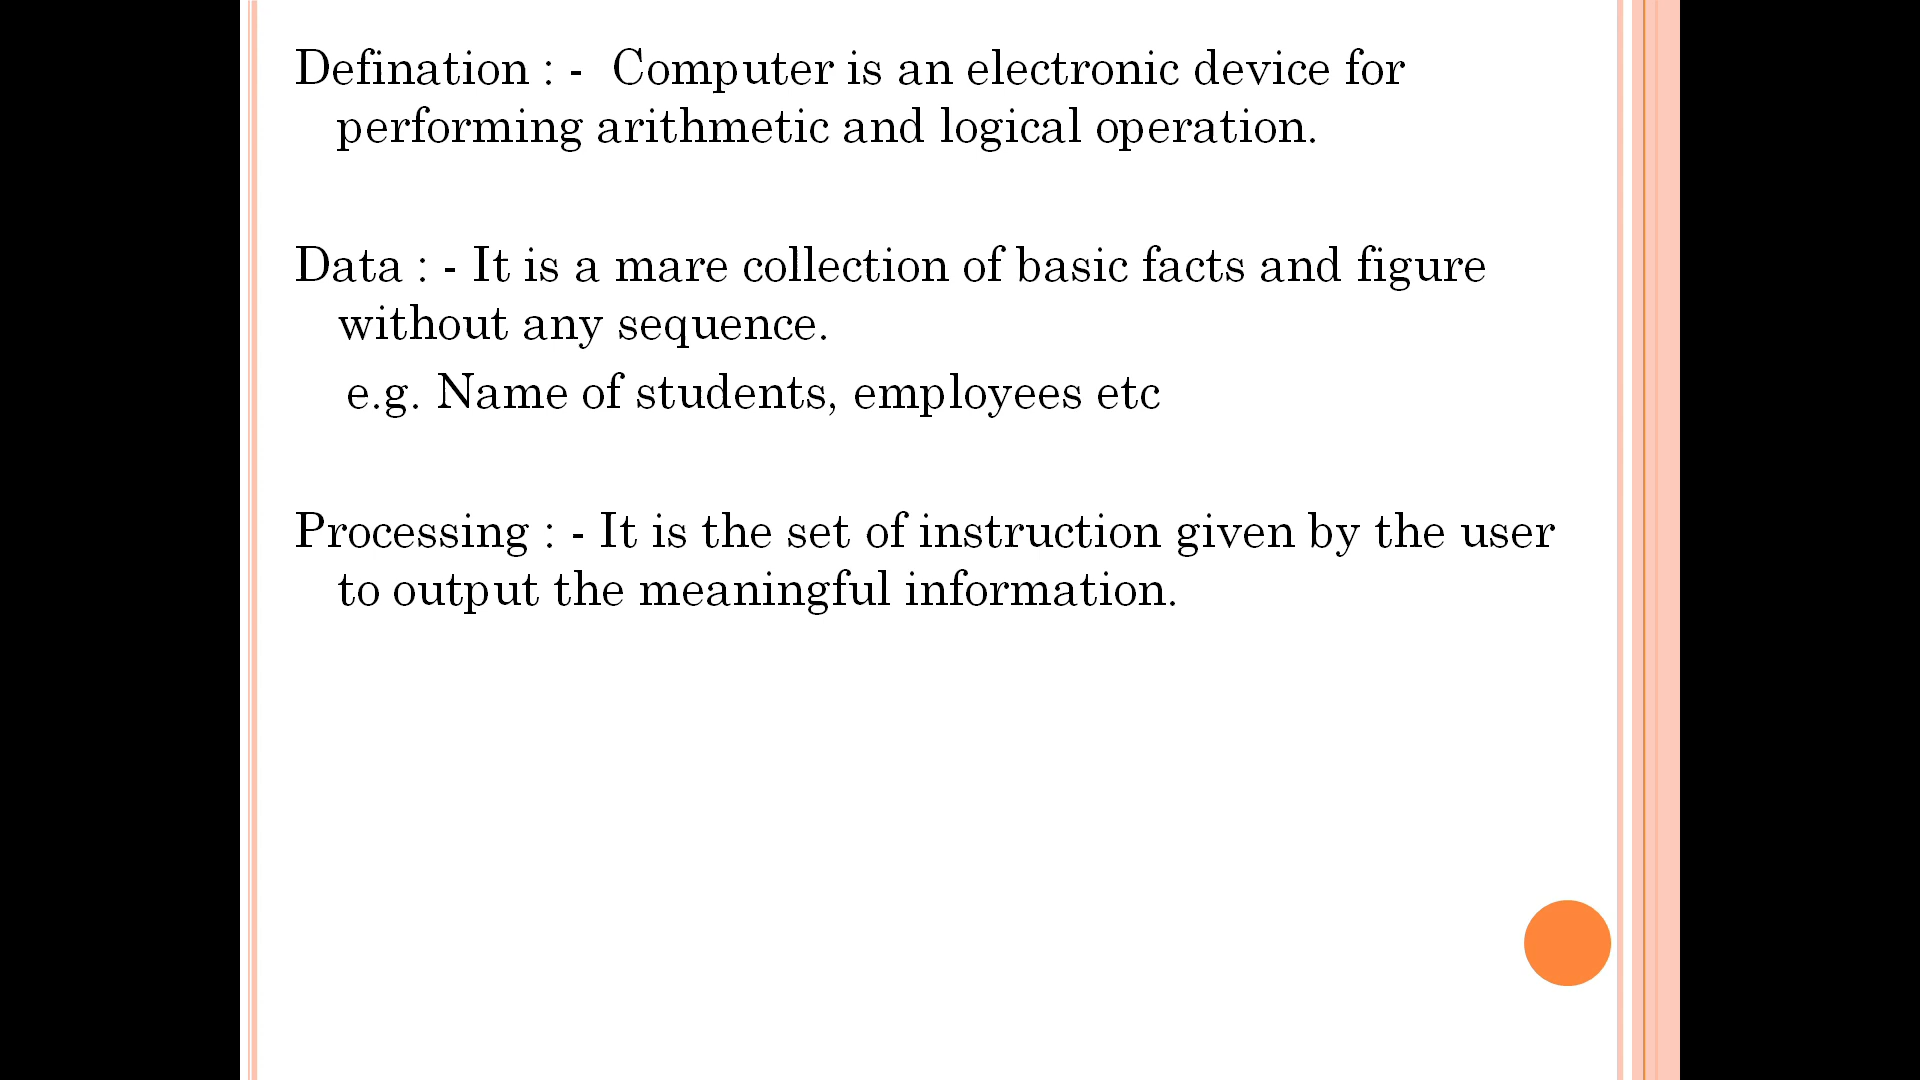 Defination : -  Computer is an electronic device for
performing arithmetic and logical operation.
Data : - It is a mare collection of basic facts and figure
without any sequence.
e.g. Name of students, employees etc
Processing : - It is the set of instruction given by the user
to output the meaningful information.